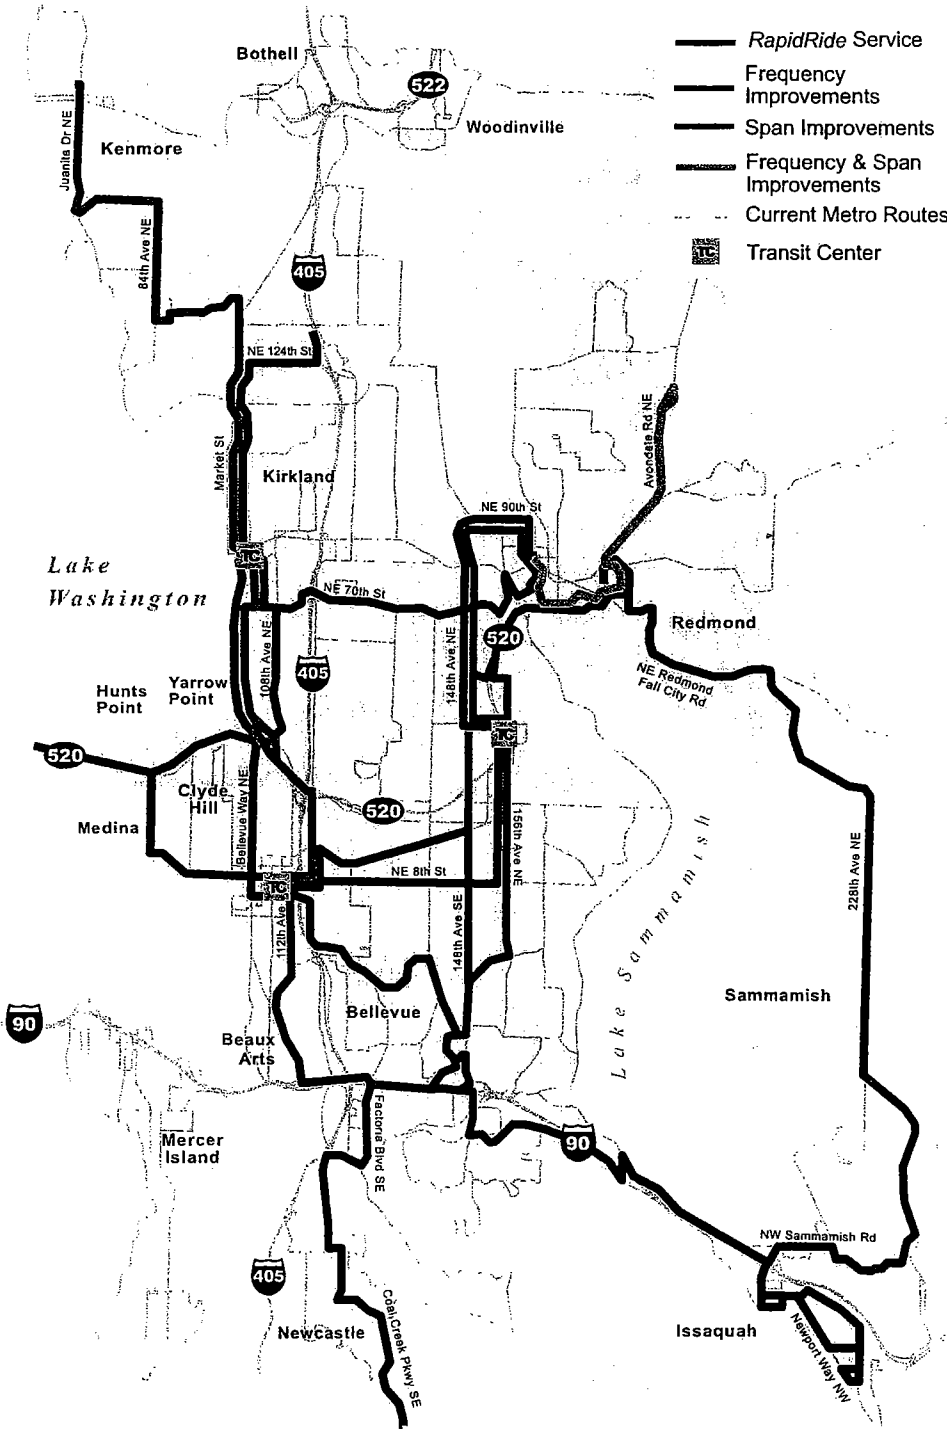 Bothell
522
Woodinville
RapidRide Service
Frequency
Improvements
Span Improvements
Frequency & Span
Improvements
Current Metro Routes
TC
Transit Center
Juanita Dr NE
Kenmore
84th Ave NE
405
NE 124th St
Market St
Kirkland
Avondale Rd NE
NE 90th St
TC
Lake
Washington
NE 70th St
108th Ave NE
148th Ave NE
520
Redmond
405
NE Redmond
Fall City Rd
Hunts
Point
Yarrow
Point
TC
520
Clyde
Hill
Medina
Bellevue Way NE
520
156th Ave NE
Lake Sammamish
228th Ave NE
NE 8th St
TC
112th Ave
148th Ave SE
Sammamish
90
Bellevue
Beaux
Arts
Factoria Blvd SE
Mercer
Island
90
NW Sammamish Rd
405
Coal Creek Pkwy SE
Newcastle
Issaquah
Newport Way NW